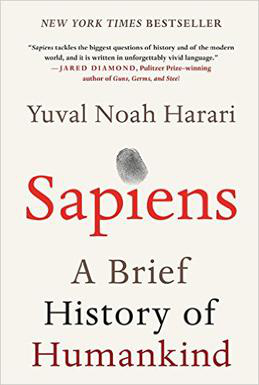 NEW YORK TIMES BESTSELLER
"Sapiens tackles the biggest questions of history and of the modern
world, and it is written in unforgettably vivid language."
—JARED DIAMOND, Pulitzer Prize–winning
author of Guns, Germs, and Steel
Yuval Noah Harari
Sapiens
A Brief
History of
Humankind